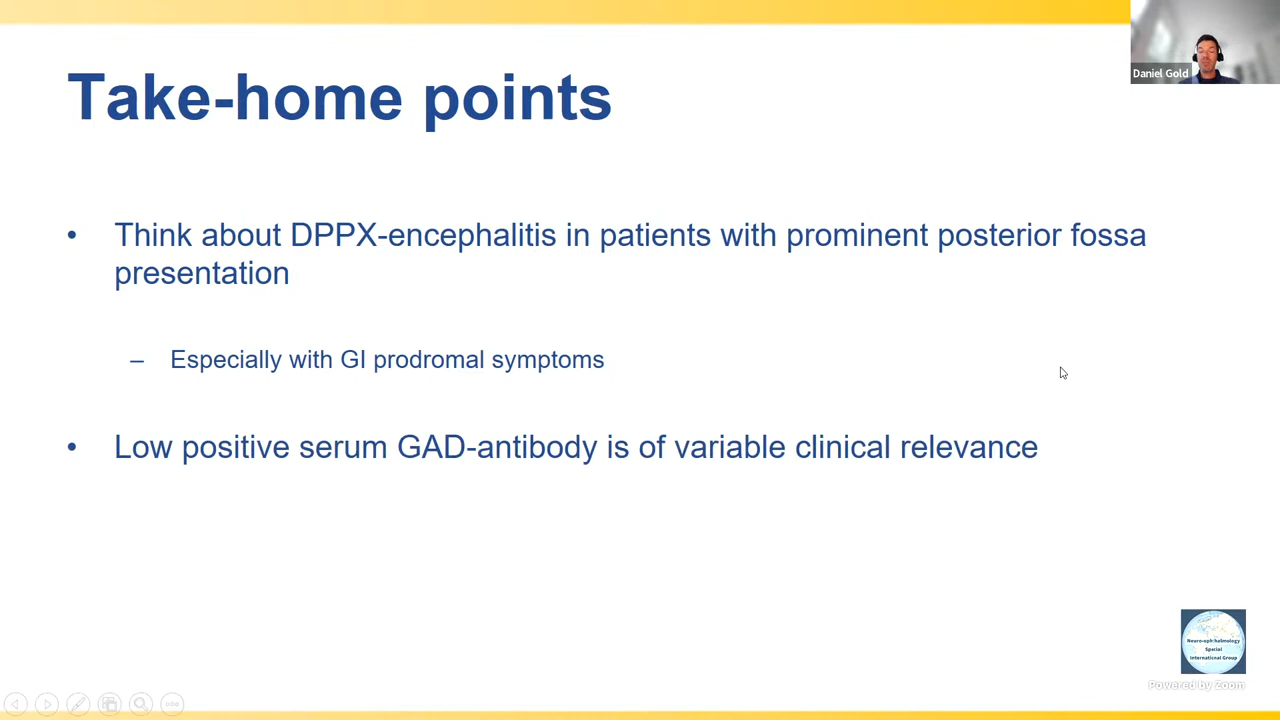 Daniel Gold
Take-home points
• Think about DPPX-encephalitis in patients with prominent posterior fossa
presentation
– Especially with GI prodromal symptoms
• Low positive serum GAD-antibody is of variable clinical relevance
Neuro-ophthalmology
Special
International Group
Powered by Zoom